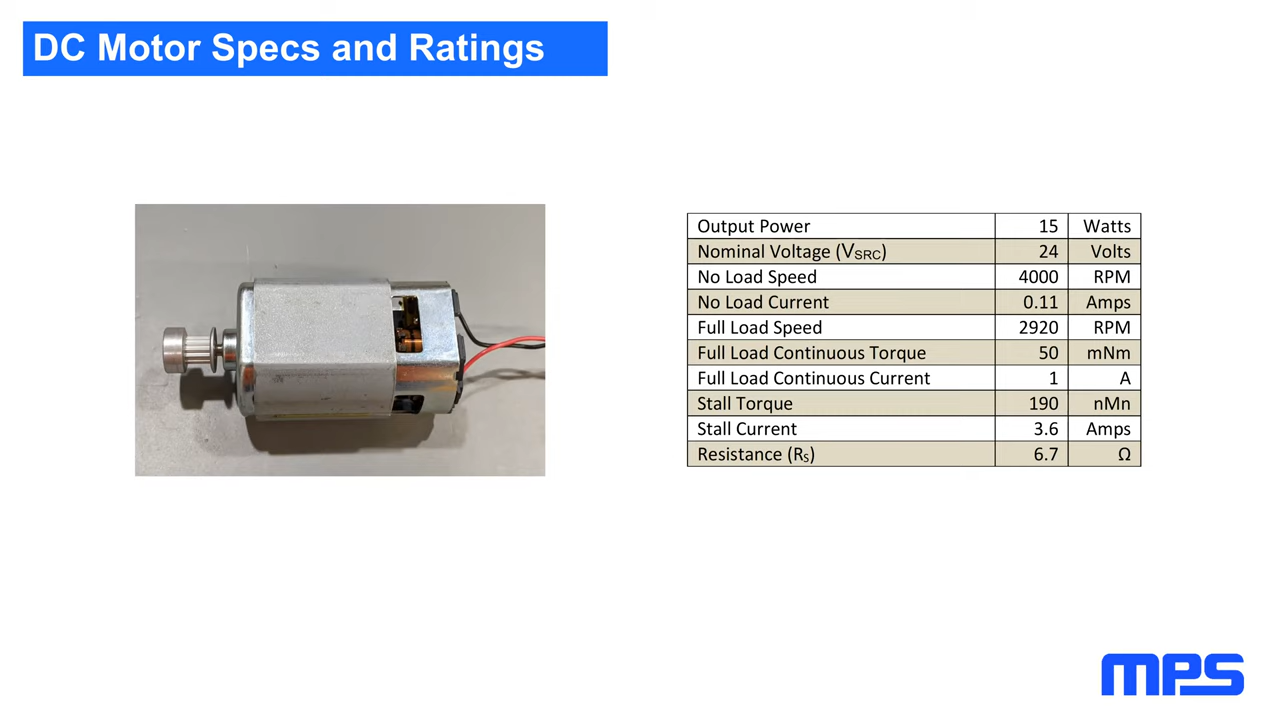 DC Motor Specs and Ratings
Output Power 15 Watts
Nominal Voltage (VSRC) 24 Volts
No Load Speed 4000 RPM
No Load Current 0.11 Amps
Full Load Speed 2920 RPM
Full Load Continuous Torque 50 mNm
Full Load Continuous Current 1 A
Stall Torque 190 nMn
Stall Current 3.6 Amps
Resistance (RS) 6.7 Ω
mPS